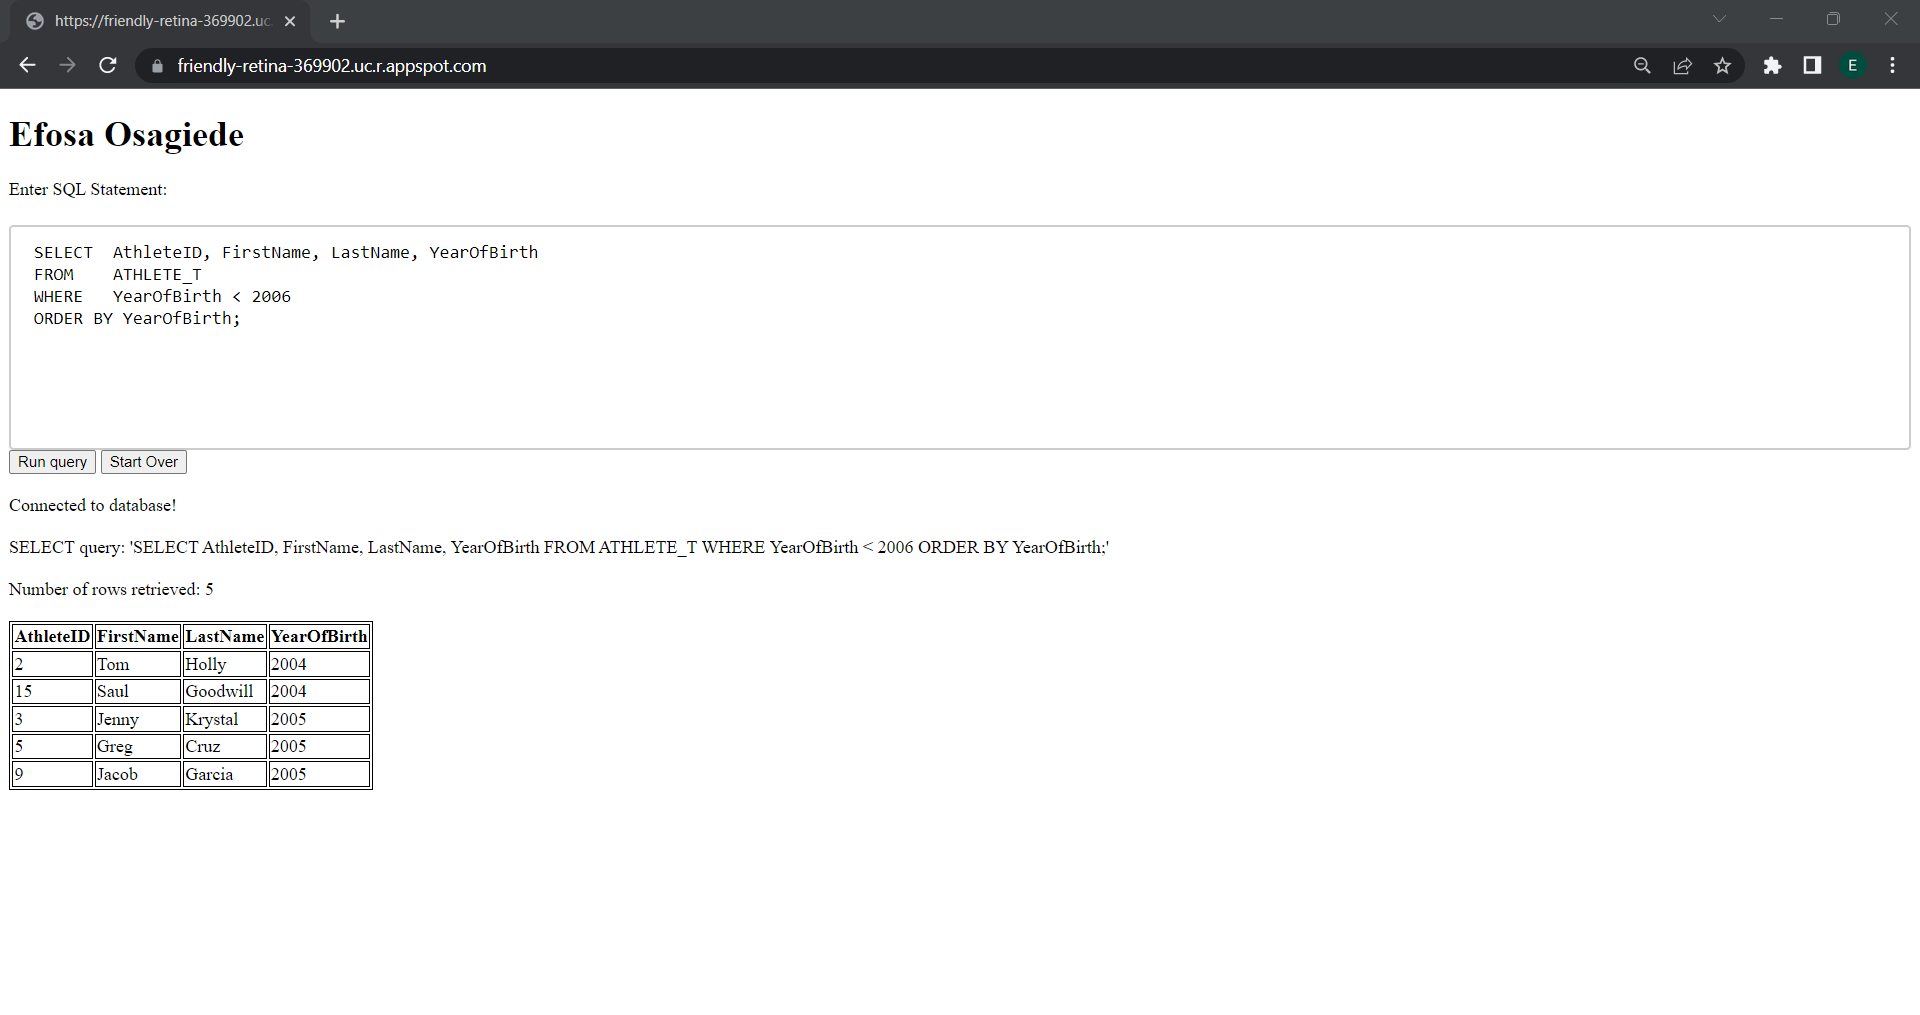 https://friendly-retina-369902.uc.
friendly-retina-369902.uc.r.appspot.com
E
Efosa Osagiede
Enter SQL Statement:
SELECT  AthleteID, FirstName, LastName, YearOfBirth
FROM    ATHLETE_T
WHERE   YearOfBirth < 2006
ORDER BY YearOfBirth;
Run query Start Over
Connected to database!
SELECT query: 'SELECT AthleteID, FirstName, LastName, YearOfBirth FROM ATHLETE_T WHERE YearOfBirth < 2006 ORDER BY YearOfBirth;'
Number of rows retrieved: 5
AthleteID FirstName LastName YearOfBirth
2 Tom Holly 2004
15 Saul Goodwill 2004
3 Jenny Krystal 2005
5 Greg Cruz 2005
9 Jacob Garcia 2005